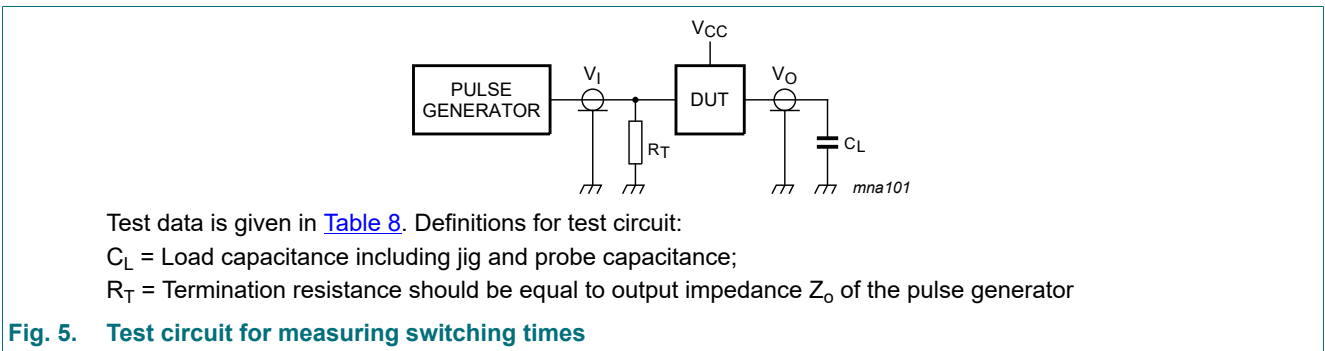 VCC
PULSE
GENERATOR
VI
DUT
VO
RT
CL
mna101
Test data is given in Table 8. Definitions for test circuit:
CL = Load capacitance including jig and probe capacitance;
RT = Termination resistance should be equal to output impedance Zo of the pulse generator
Fig. 5. Test circuit for measuring switching times